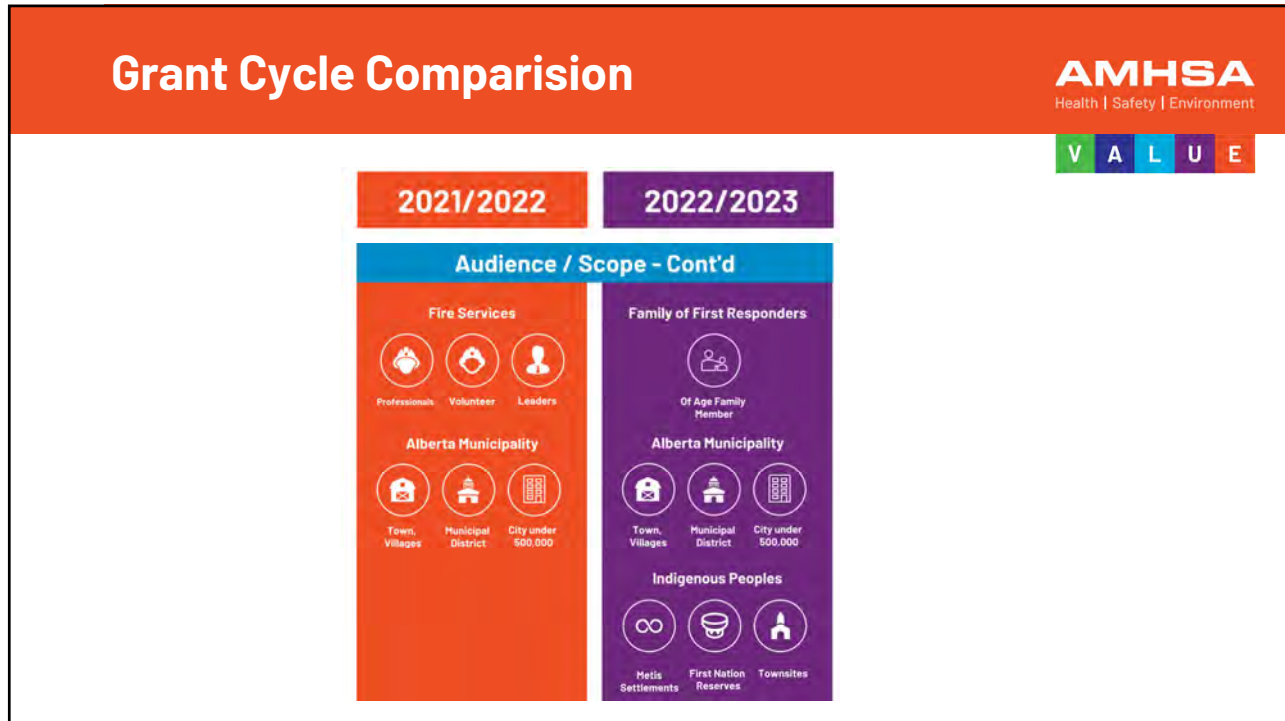 Grant Cycle Comparision
AMHSA
Health | Safety | Environment
V A L U E
2021/2022
2022/2023
Audience / Scope - Cont'd
Fire Services
Professionals
Volunteer
Leaders
Alberta Municipality
Town,
Villages
Municipal
District
City under
500,000
Family of First Responders
Of Age Family
Member
Alberta Municipality
Town,
Villages
Municipal
District
City under
500,000
Indigenous Peoples
Metis
Settlements
First Nation
Reserves
Townsites